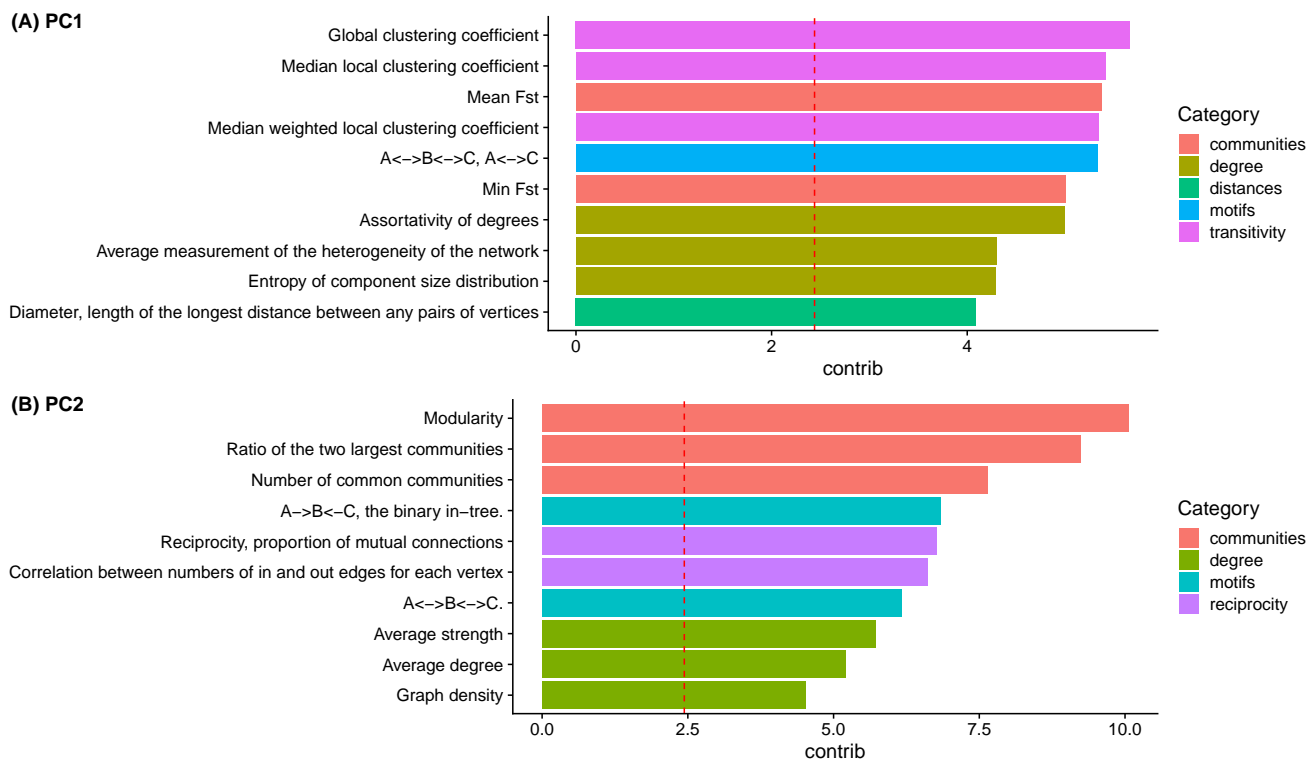 (A) PC1
Global clustering coefficient
Median local clustering coefficient
Mean Fst
Median weighted local clustering coefficient
A<−>B<−>C, A<−>C
Min Fst
Assortativity of degrees
Average measurement of the heterogeneity of the network
Entropy of component size distribution
Diameter, length of the longest distance between any pairs of vertices
0 2 4
contrib
Category
communities
degree
distances
motifs
transitivity
(B) PC2
Modularity
Ratio of the two largest communities
Number of common communities
A−>B<−C, the binary in−tree.
Reciprocity, proportion of mutual connections
Correlation between numbers of in and out edges for each vertex
A<−>B<−>C.
Average strength
Average degree
Graph density
0.0 2.5 5.0 7.5 10.0
contrib
Category
communities
degree
motifs
reciprocity